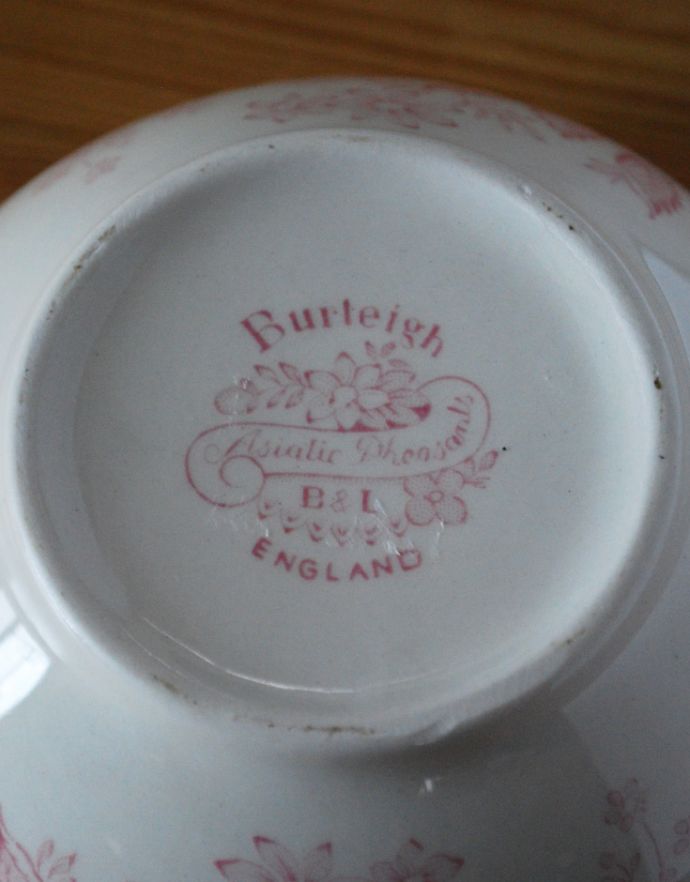 Burleigh
Asiatic Pheasants
B & L
ENGLAND